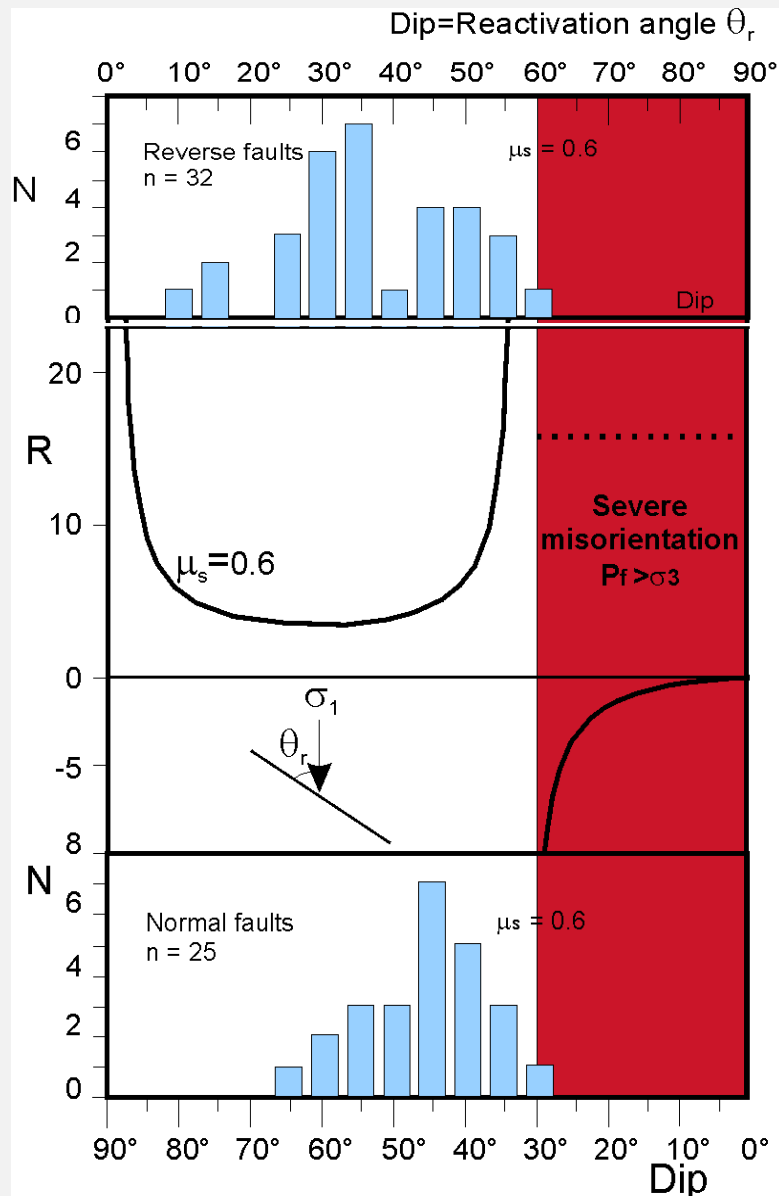 Dip=Reactivation angle θr
0° 10° 20° 30° 40° 50° 60° 70° 80° 90°
6
Reverse faults
μs = 0.6
n = 32
N
4
2
Dip
0
20
R
10
Severe
misorientation
Pf >σ3
μs=0.6
0
σ1
θr
-5
8
N
6
Normal faults
μs = 0.6
n = 25
4
2
0
90° 80° 70° 60° 50° 40° 30° 20° 10° 0°
Dip